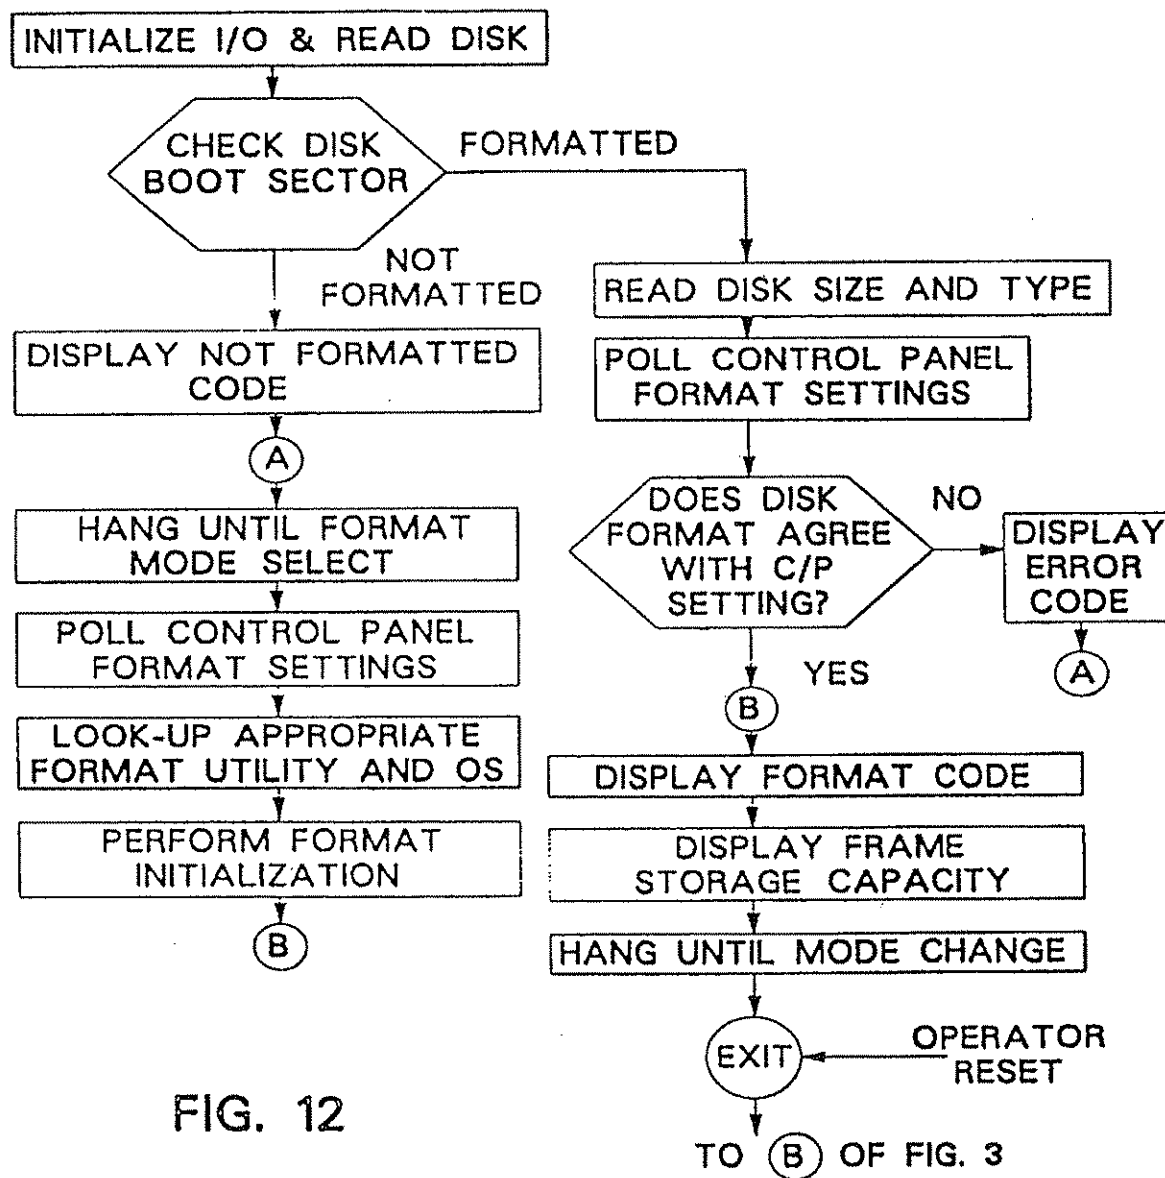 INITIALIZE I/O & READ DISK
CHECK DISK
BOOT SECTOR
FORMATTED
NOT
FORMATTED
DISPLAY NOT FORMATTED
CODE
A
HANG UNTIL FORMAT
MODE SELECT
POLL CONTROL PANEL
FORMAT SETTINGS
LOOK-UP APPROPRIATE
FORMAT UTILITY AND OS
PERFORM FORMAT
INITIALIZATION
B
READ DISK SIZE AND TYPE
POLL CONTROL PANEL
FORMAT SETTINGS
DOES DISK
FORMAT AGREE
WITH C/P
SETTING?
NO
DISPLAY
ERROR
CODE
A
YES
B
DISPLAY FORMAT CODE
DISPLAY FRAME
STORAGE CAPACITY
HANG UNTIL MODE CHANGE
EXIT
OPERATOR
RESET
TO B OF FIG. 3
FIG. 12